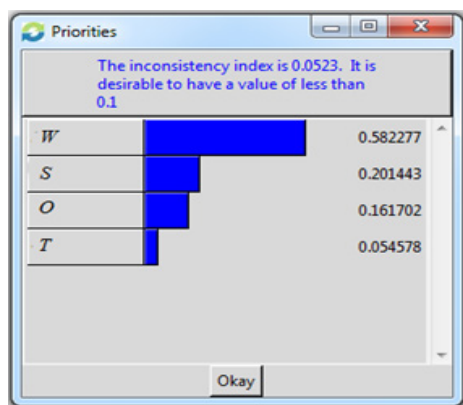 Priorities
The inconsistency index is 0.0523. It is
desirable to have a value of less than
0.1
W 0.582277
S 0.201443
O 0.161702
T 0.054578
Okay